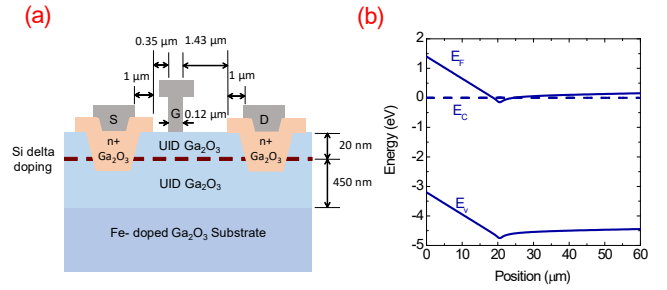 (a)
0.35 µm
1.43 µm
1 µm
1 µm
S
G
0.12 µm
D
n+
Ga2O3
UID Ga2O3
n+
Ga2O3
20 nm
Si delta
doping
UID Ga2O3
450 nm
Fe- doped Ga2O3 Substrate
(b)
Energy (eV)
4
3
2
1
0
-1
-2
-3
-4
-5
EF
EC
Ev
0 10 20 30 40 50 60
Position (µm)